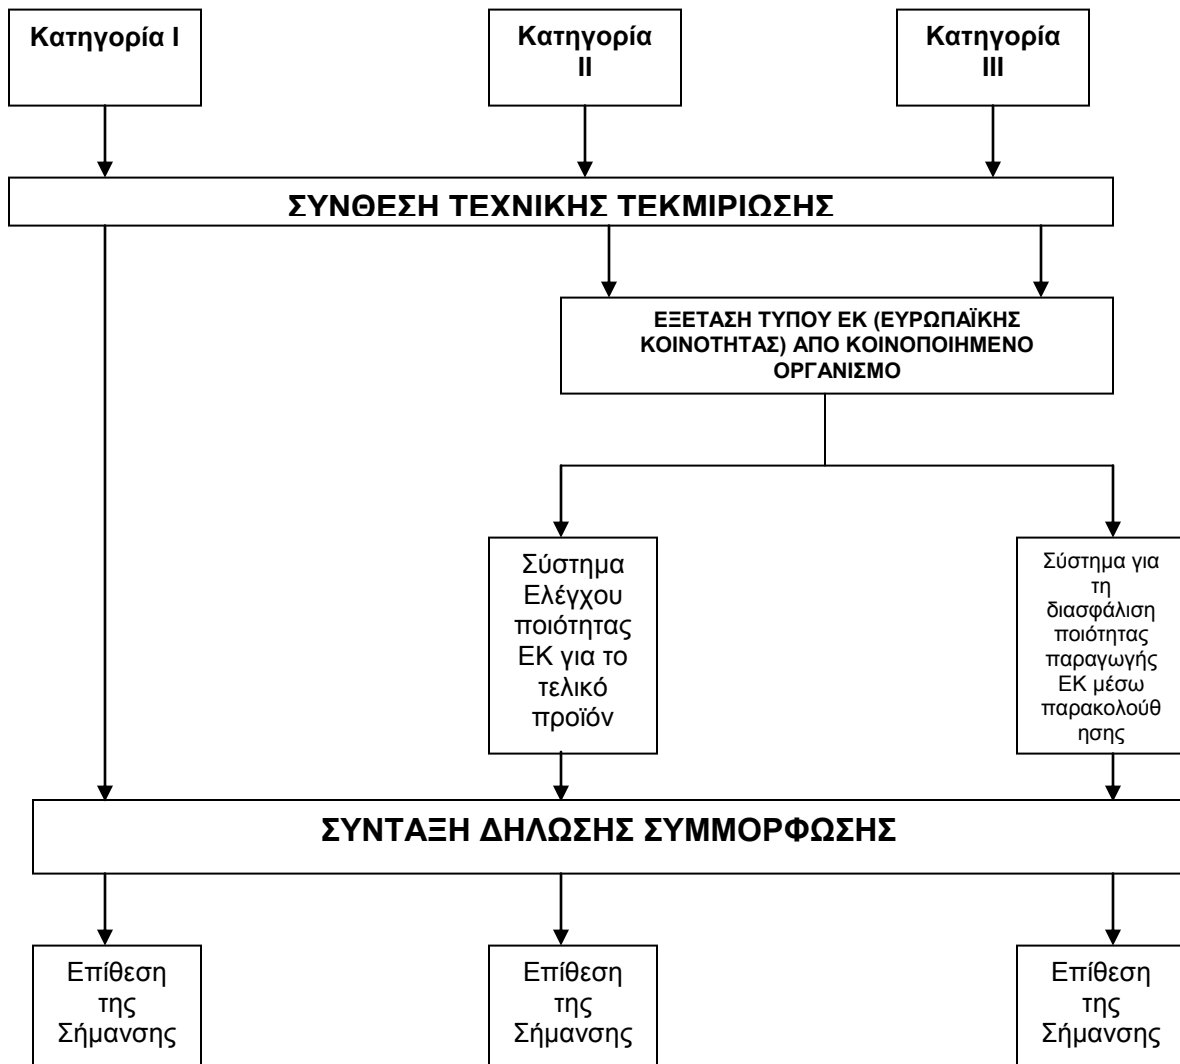 Κατηγορία Ι
Κατηγορία
ΙΙ
Κατηγορία
ΙΙΙ
ΣΥΝΘΕΣΗ ΤΕΧΝΙΚΗΣ ΤΕΚΜΙΡΙΩΣΗΣ
ΕΞΕΤΑΣΗ ΤΥΠΟΥ ΕΚ (ΕΥΡΩΠΑΪΚΗΣ
ΚΟΙΝΟΤΗΤΑΣ) ΑΠΟ ΚΟΙΝΟΠΟΙΗΜΕΝΟ
ΟΡΓΑΝΙΣΜΟ
Σύστημα
Ελέγχου
ποιότητας
ΕΚ για το
τελικό
προϊόν
Σύστημα για
τη
διασφάλιση
ποιότητας
παραγωγής
ΕΚ μέσω
παρακολούθ
ησης
ΣΥΝΤΑΞΗ ΔΗΛΩΣΗΣ ΣΥΜΜΟΡΦΩΣΗΣ
Επίθεση
της
Σήμανσης
Επίθεση
της
Σήμανσης
Επίθεση
της
Σήμανσης